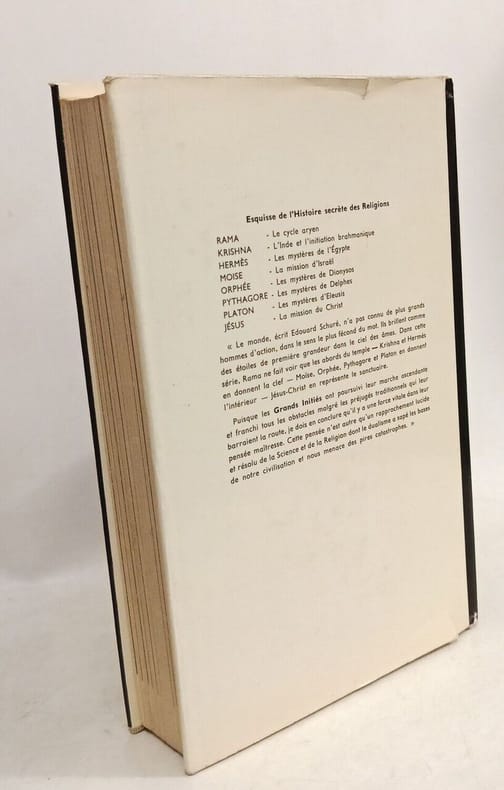 Esquisse de l'Histoire secrète des Religions
RAMA - Le cycle aryen
KRISHNA - L'Inde et l'initiation brahmanique
HERMÈS - Les mystères de l'Égypte
MOISE - La mission d'Israël
ORPHÉE - Les mystères de Dionysos
PYTHAGORE - Les mystères de Delphes
PLATON - Les mystères d'Eleusis
JÉSUS - La mission du Christ
« Le monde, écrit Edouard Schuré, n'a pas connu de plus grands
hommes d'action, dans le sens le plus fécond du mot. Ils brillent comme
des étoiles de première grandeur dans le ciel des âmes. Dans cette
série, Rama ne fait voir que les abords du temple — Krishna et Hermès
en donnent la clef — Moise, Orphée, Pythagore et Platon en donnent
l'intérieur — Jésus-Christ en représente le sanctuaire.
Puisque les Grands Initiés ont poursuivi leur marche ascendante
et franchi tous les obstacles malgré les préjugés traditionnels qui leur
barraient la route, je dois en conclure qu'il y a une force vitale dans leur
pensée maîtresse. Cette pensée n'est autre qu'un rapprochement lucide
et résolu de la Science et de la Religion dont le dualisme a sapé les bases
de notre civilisation et nous menace des pires catastrophes. »